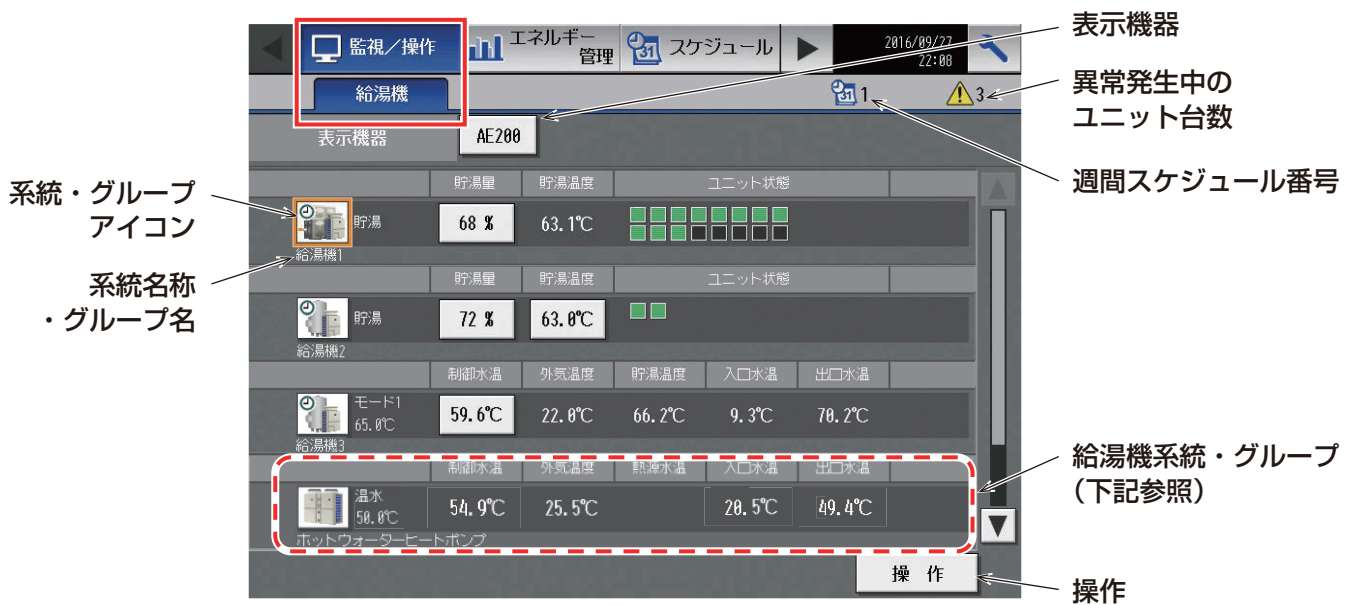 表示機器
監視／操作
エネルギー
管理
スケジュール
2016/09/27
22:08
異常発生中の
ユニット台数
給湯機
1
3
表示機器
AE200
週間スケジュール番号
系統・グループ
アイコン
貯湯量 貯湯温度 ユニット状態
貯湯 68 % 63.1℃
給湯機1
系統名称
・グループ名
貯湯量 貯湯温度 ユニット状態
貯湯 72 % 63.0℃
給湯機2
制御水温 外気温度 貯湯温度 入口水温 出口水温
モード1
65.0℃
59.6℃ 22.0℃ 66.2℃ 9.3℃ 70.2℃
給湯機3
制御水温 外気温度 熱源水温 入口水温 出口水温
温水
50.0℃
54.9℃ 25.5℃ 20.5℃ 49.4℃
ホットウォーターヒートポンプ
給湯機系統・グループ
（下記参照）
操 作
操作